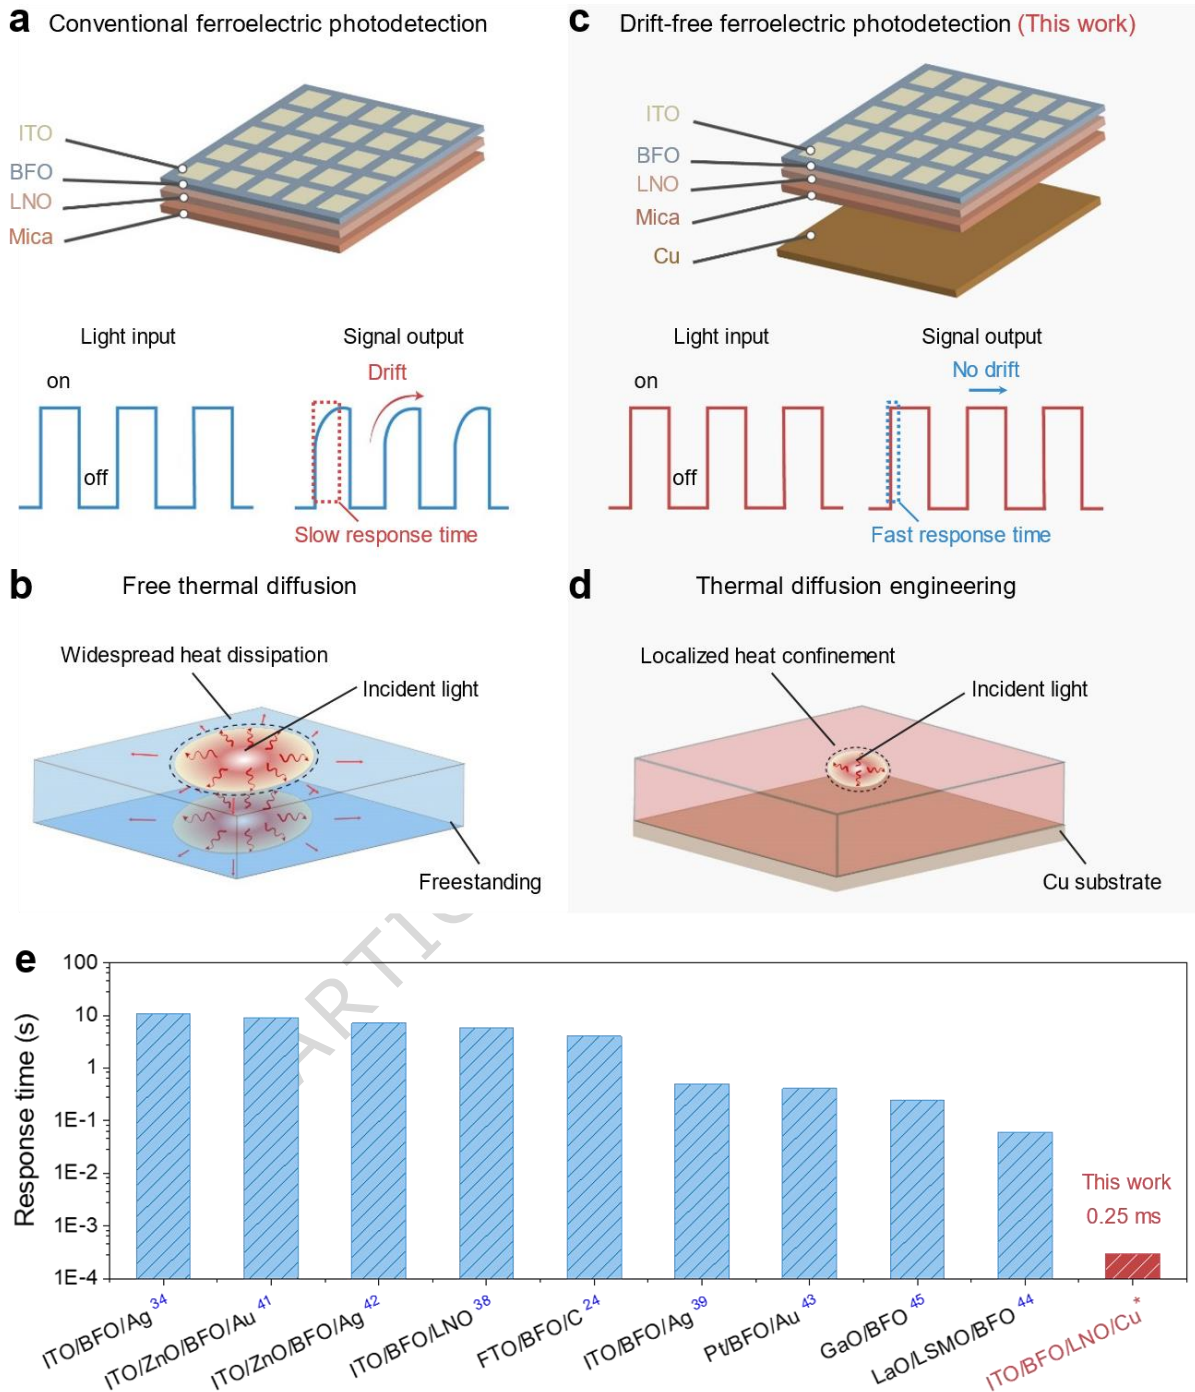 a Conventional ferroelectric photodetection
ITO
BFO
LNO
Mica
Light input
Signal output
on
off
Drift
Slow response time
b Free thermal diffusion
Widespread heat dissipation
Incident light
Freestanding
c Drift-free ferroelectric photodetection (This work)
ITO
BFO
LNO
Mica
Cu
Light input
Signal output
on
off
No drift
Fast response time
d Thermal diffusion engineering
Localized heat confinement
Incident light
Cu substrate
ARTIC
e
Response time (s)
100
10
1
1E-1
1E-2
1E-3
1E-4
This work
0.25 ms
ITO/BFO/Ag 34
ITO/ZnO/BFO/Au 41
ITO/ZnO/BFO/Ag 42
ITO/BFO/LNO 38
FTO/BFO/C 24
ITO/BFO/Ag 39
Pt/BFO/Au 43
GaO/BFO 45
LaO/LSMO/BFO 44
ITO/BFO/LNO/Cu *